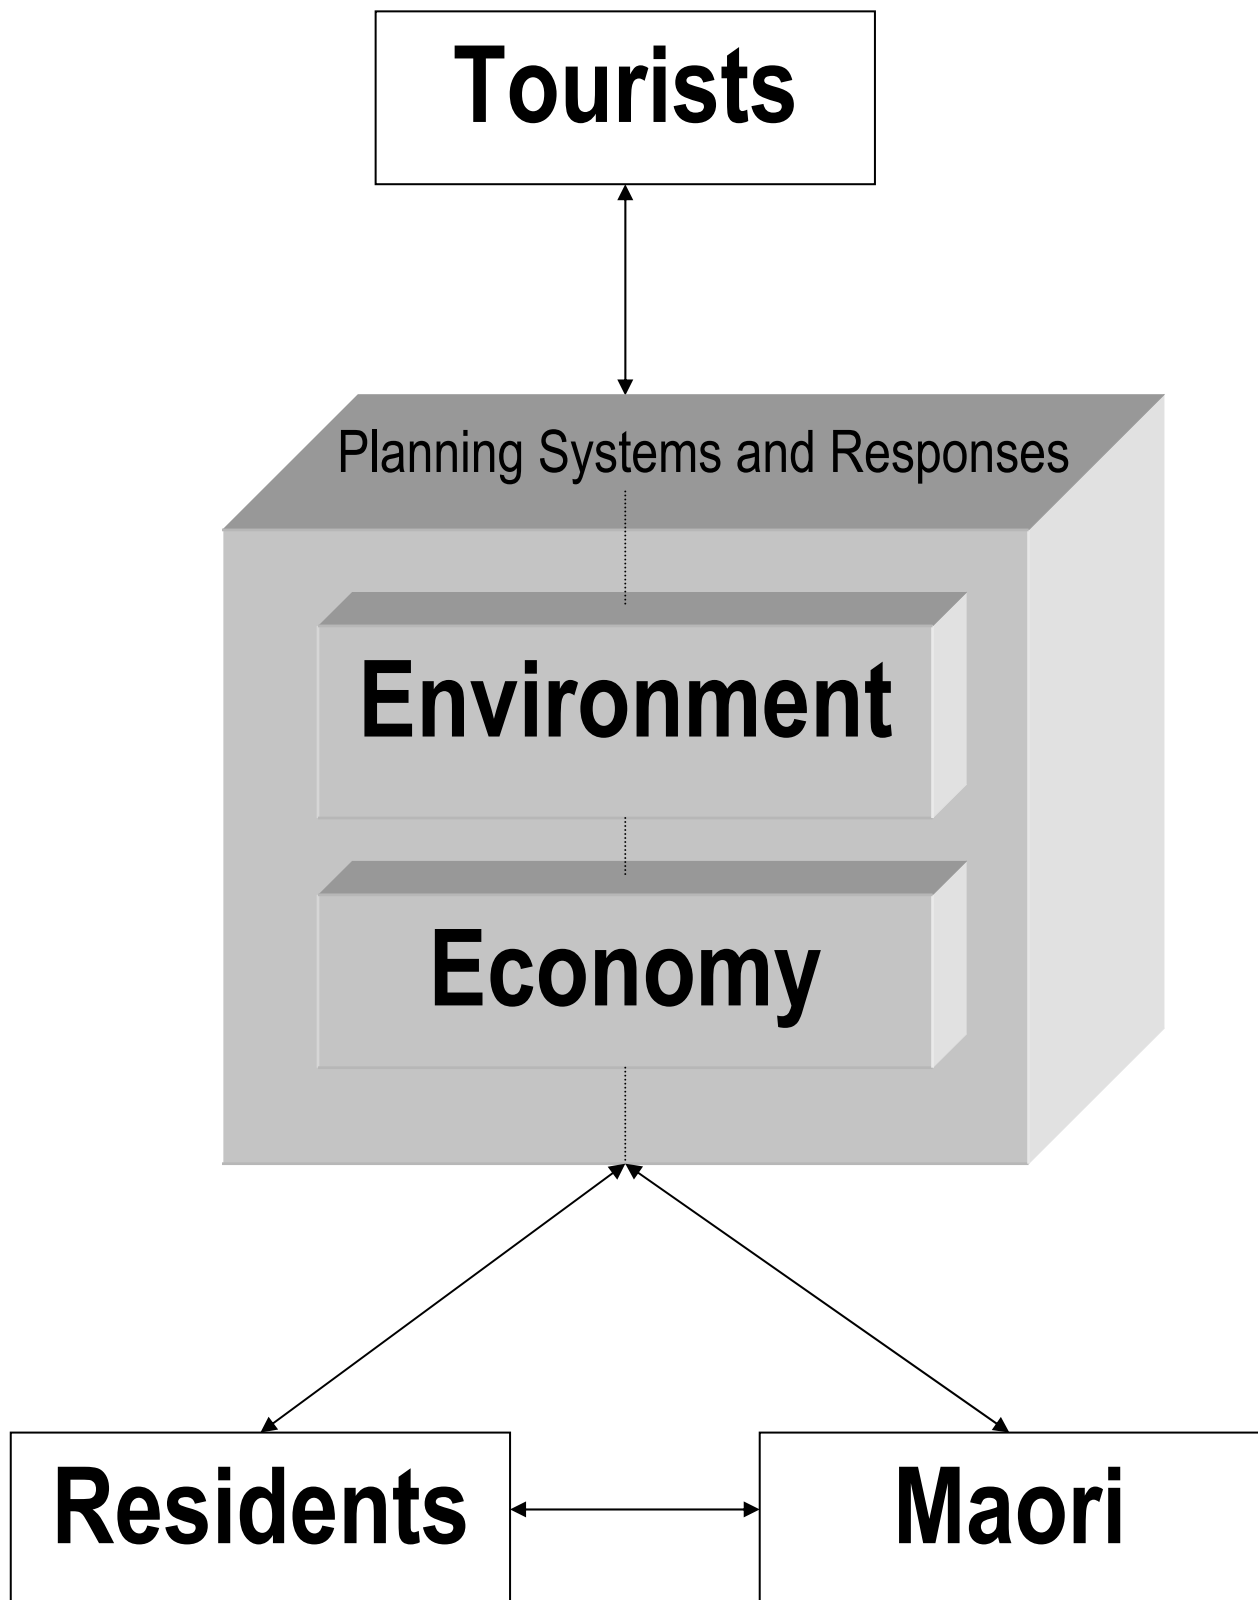 Tourists
Planning Systems and Responses
Environment
Economy
Residents
Maori